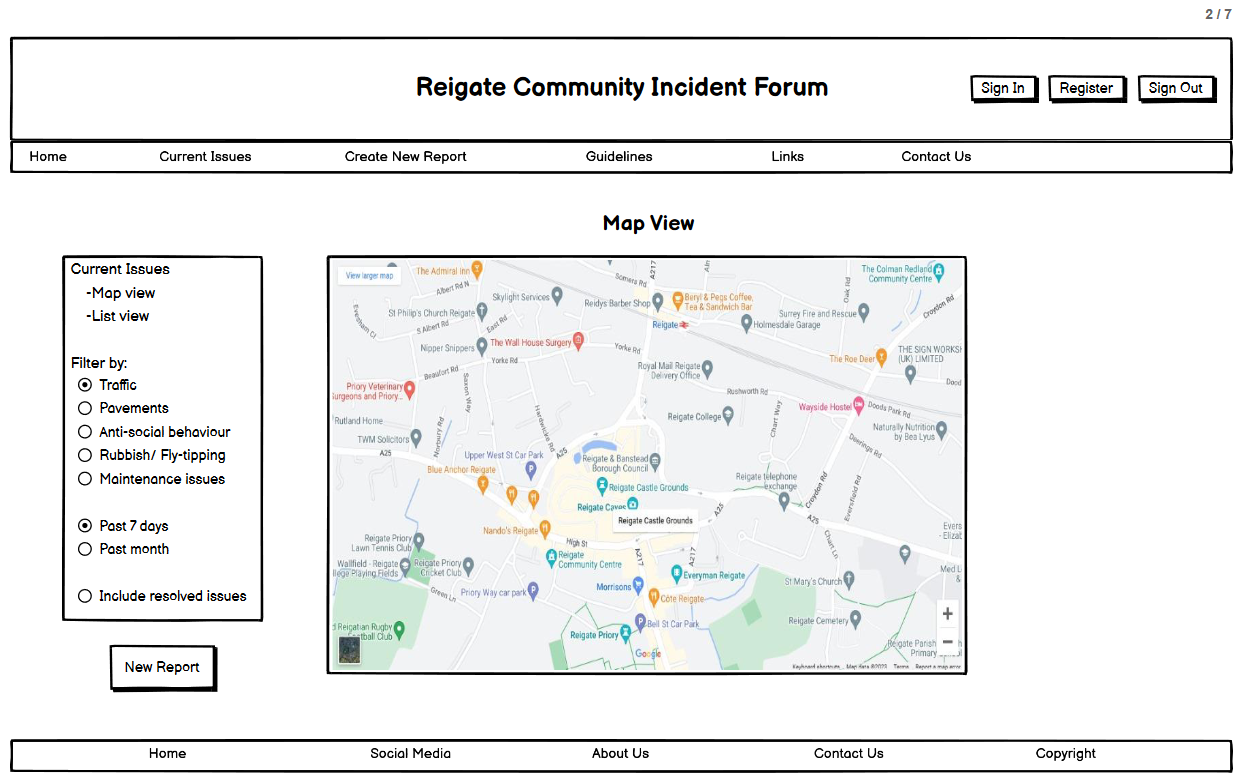 2 / 7
Reigate Community Incident Forum
Sign In
Register
Sign Out
Home
Current Issues
Create New Report
Guidelines
Links
Contact Us
Map View
Current Issues
-Map view
-List view
Filter by:
Traffic
Pavements
Anti-social behaviour
Rubbish/ Fly-tipping
Maintenance issues
Past 7 days
Past month
Include resolved issues
New Report
View larger map
The Admiral Inn
Albert Rd N
Somers Rd
A217
The Colman Redland
Community Centre
Oak Rd
Croydon Rd
Skylight Services
Reidys Barber Shop
Beryl & Pegs Coffee,
Tea & Sandwich Bar
Evesham Cl
St Philip's Church Reigate
S Albert Rd
East Rd
Reigate
Holmesdale Garage
Surrey Fire and Rescue
Nipper Snippers
The Wall House Surgery
Yorke Rd
Yorke Rd
The Roe Deer
THE SIGN WORKSH
(UK) LIMITED
Beaufort Rd
Royal Mail Reigate
Delivery Office
Priory Veterinary
Surgeons and Priory...
Saxon Way
Rushworth Rd
Dood
Wayside Hostel
Doods Park Rd
Rutland Home
Hardwicke Rd
Reigate College
Chart Way
Naturally Nutrition
by Bea Lyus
TWM Solicitors
Norbury Rd
Deerings Rd
A25
Upper West St Car Park
A25
Reigate & Banstead
Borough Council
Blue Anchor Reigate
Reigate telephone
exchange
Croydon Rd
Eversfield Rd
Reigate Castle Grounds
Reigate Caves
Reigate Castle Grounds
A25
A25
Nando's Reigate
High St
Chart Ln
Evers
- Elizab
Reigate Priory
Lawn Tennis Club
Reigate
Community Centre
A217
A217
Wallfield - Reigate
llege Playing Fields
Reigate Priory
Cricket Club
Everyman Reigate
St Mary's Church
Med Li
Green Ln
Priory Way car park
Morrisons
Côte Reigate
Reigate Cemetery
d Reigatian Rugby
Football Club
Bell St Car Park
Reigate Priory
Reigate Parish
Primary School
Google
Keyboard shortcuts
Map data ©2023
Terms
Report a map error
Home
Social Media
About Us
Contact Us
Copyright